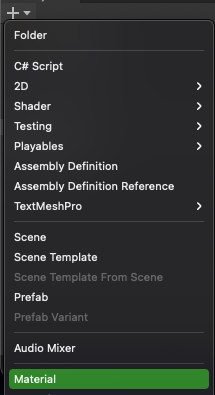 Folder
C# Script
2D
Shader
Testing
Playables
Assembly Definition
Assembly Definition Reference
TextMeshPro
Scene
Scene Template
Scene Template From Scene
Prefab
Prefab Variant
Audio Mixer
Material